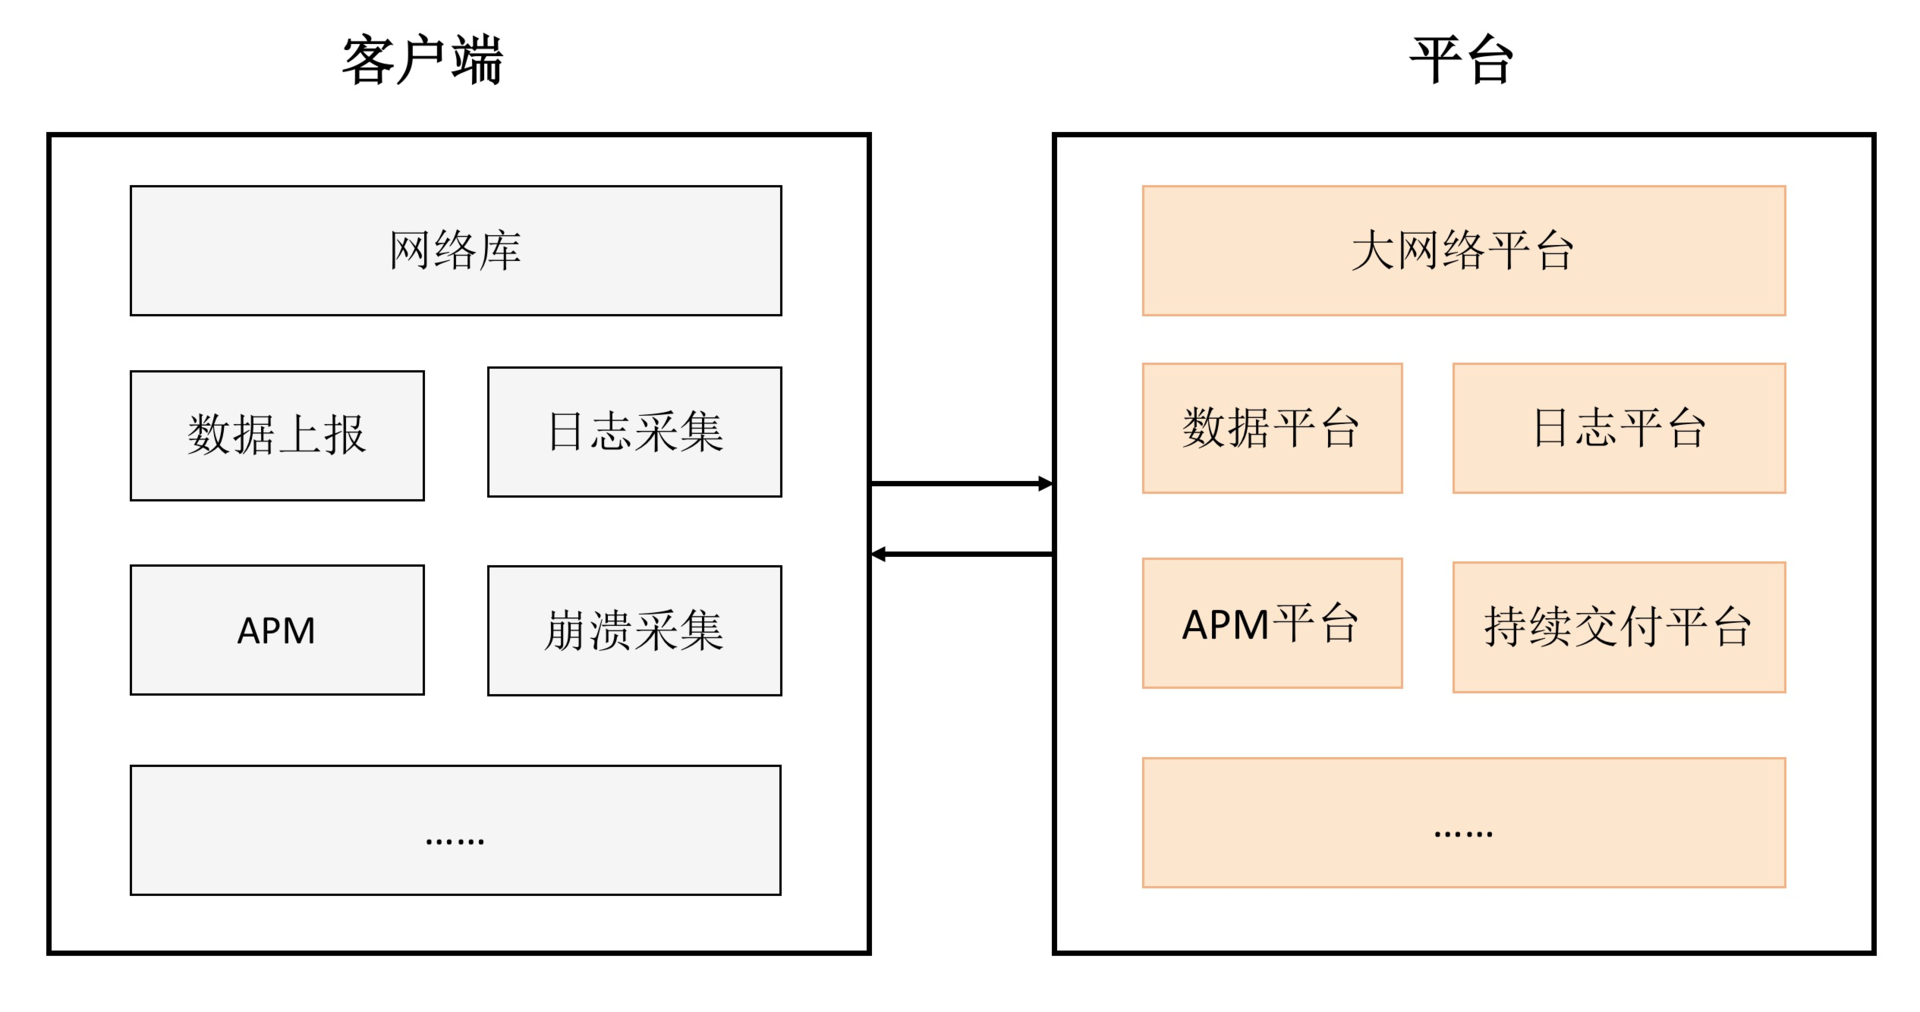 客户端
平台
网络库
数据上报
日志采集
APM
崩溃采集
……
大网络平台
数据平台
日志平台
APM平台
持续交付平台
……